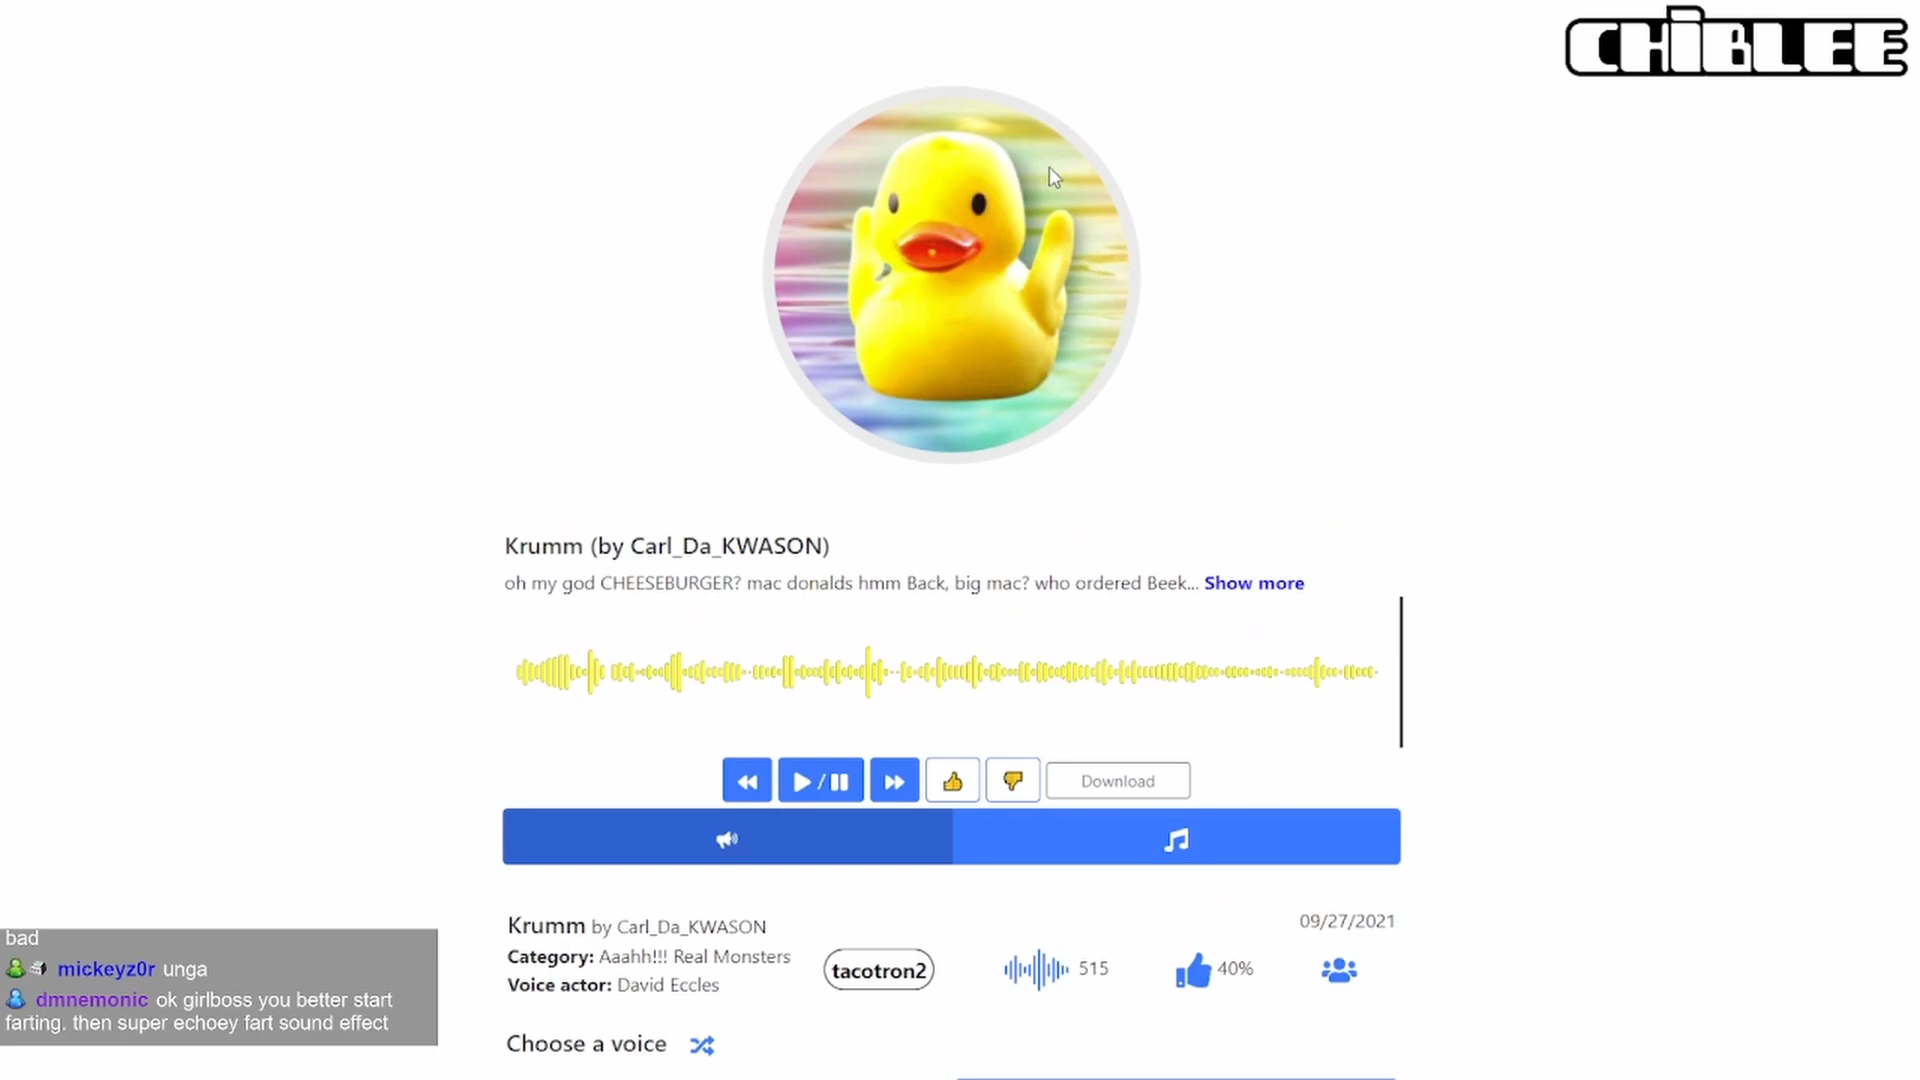 CHiBLEE
Krumm (by Carl_Da_KWASON)
oh my god CHEESEBURGER? mac donalds hmm Back, big mac? who ordered Beek... Show more
/
Download
Krumm by Carl_Da_KWASON
09/27/2021
Category: Aaahh!!! Real Monsters
Voice actor: David Eccles
tacotron2
515
40%
Choose a voice
bad
mickeyz0r unga
dmnemonic ok girlboss you better start
farting. then super echoey fart sound effect